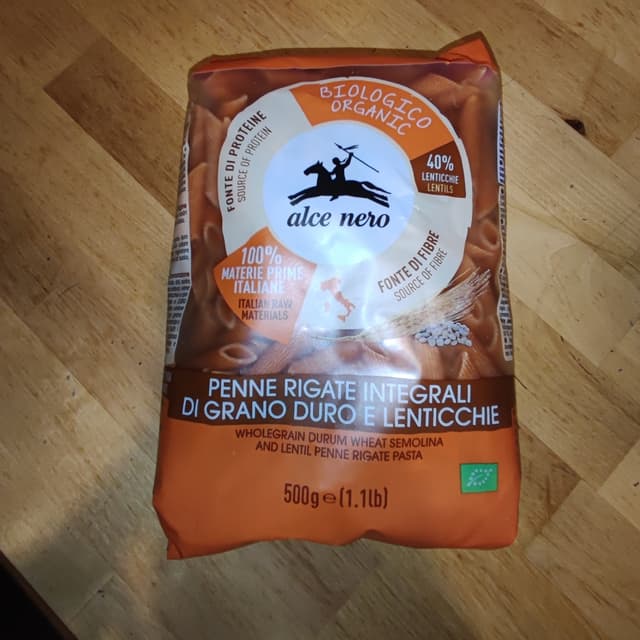 BIOLOGICO
ORGANIC
FONTE DI PROTEINE
SOURCE OF PROTEIN
40%
LENTICCHIE
LENTILS
alce nero
100%
MATERIE PRIME
ITALIANE
ITALIAN RAW
MATERIALS
FONTE DI FIBRE
SOURCE OF FIBRE
PENNE RIGATE INTEGRALI
DI GRANO DURO E LENTICCHIE
WHOLEGRAIN DURUM WHEAT SEMOLINA
AND LENTIL PENNE RIGATE PASTA
500g e (1.1lb)